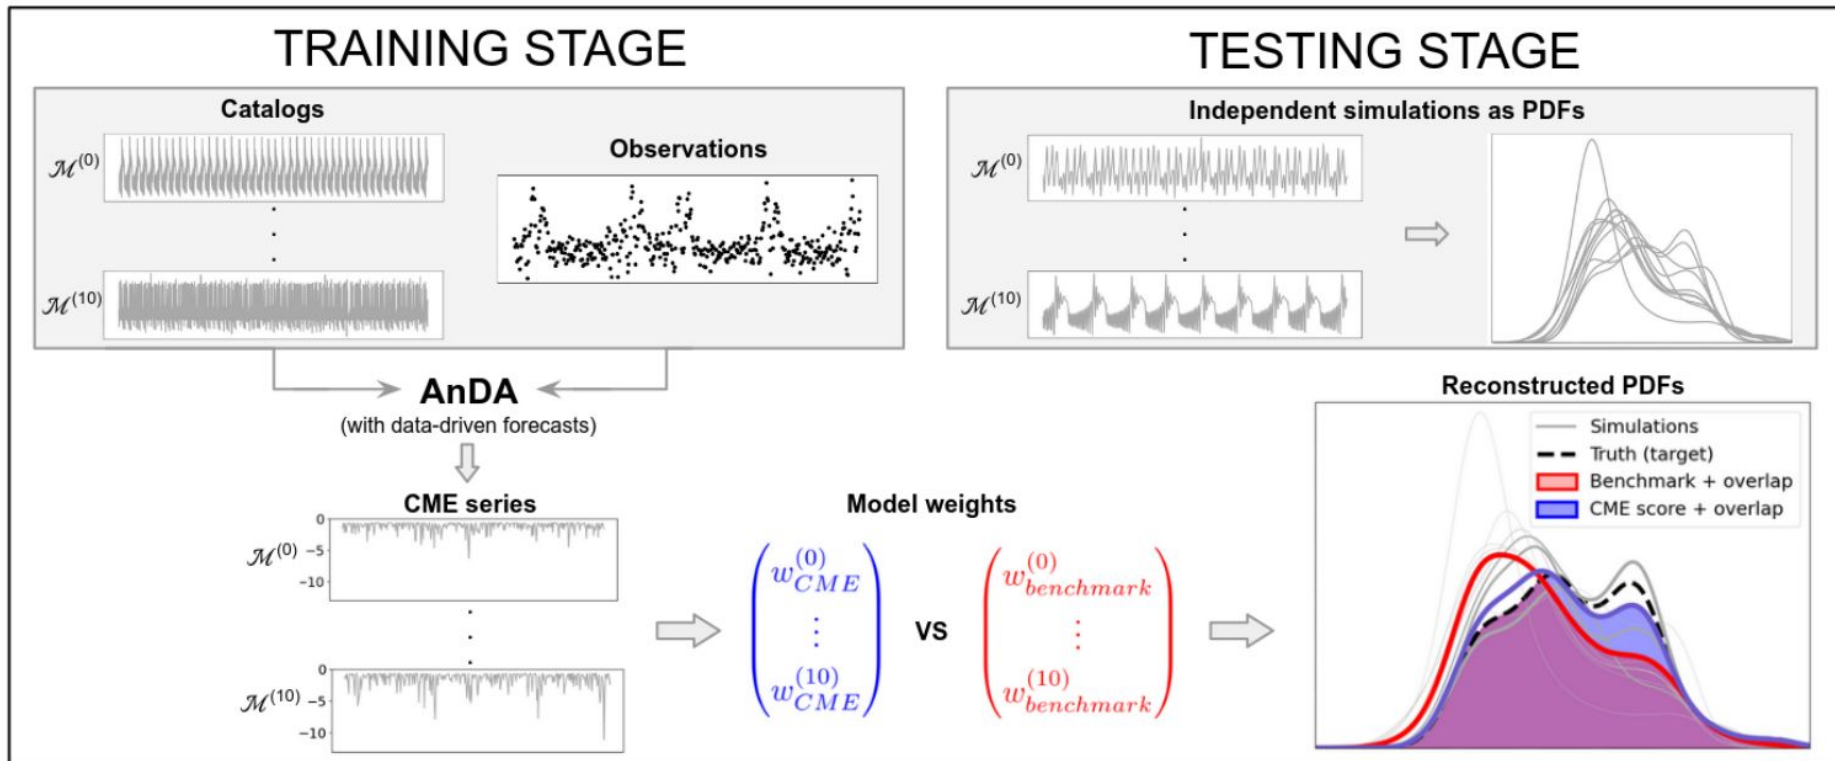 TRAINING STAGE
Catalogs
ℳ(0)
.
.
.
ℳ(10)
Observations
AnDA
(with data-driven forecasts)
CME series
0
−5
−10
ℳ(0)
.
.
.
0
−5
−10
ℳ(10)
Model weights
w(0)CME
⋮
w(10)CME
VS
w(0)benchmark
⋮
w(10)benchmark
TESTING STAGE
Independent simulations as PDFs
ℳ(0)
.
.
.
ℳ(10)
Reconstructed PDFs
Simulations
Truth (target)
Benchmark + overlap
CME score + overlap